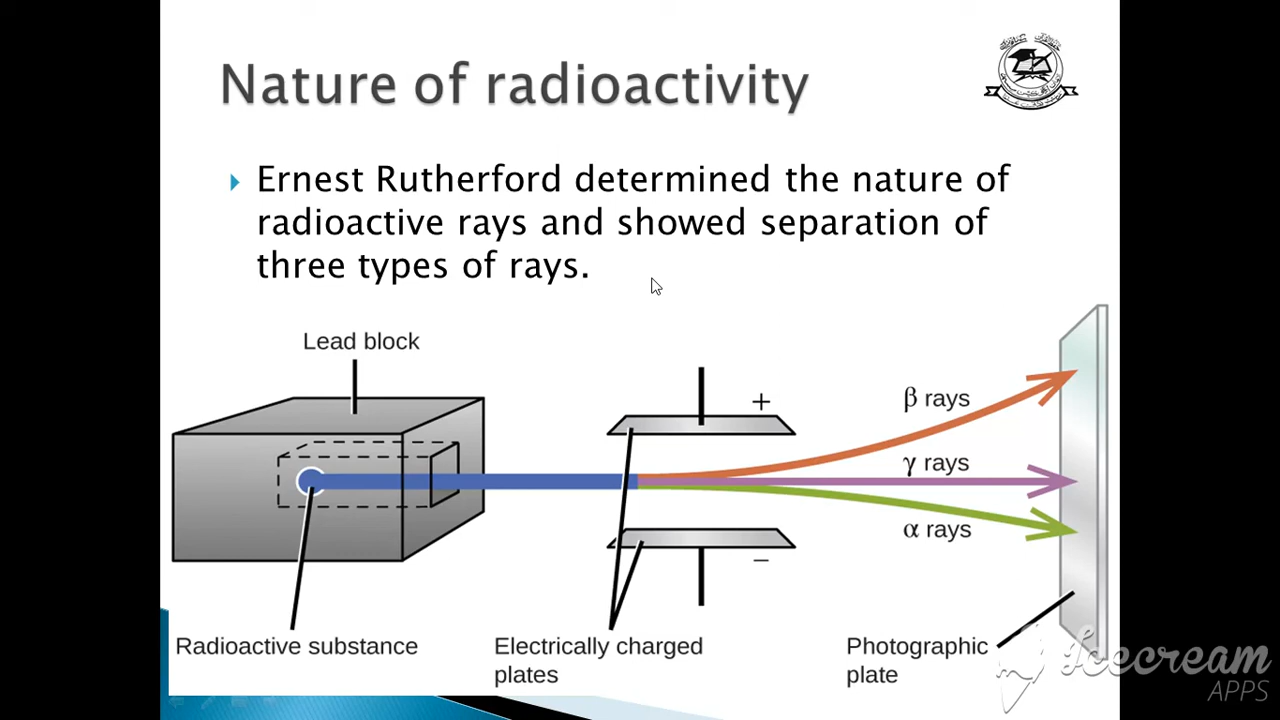 Nature of radioactivity
Ernest Rutherford determined the nature of
radioactive rays and showed separation of
three types of rays.
Lead block
+
β rays
γ rays
α rays
−
Radioactive substance
Electrically charged
plates
Photographic
plate
Icecream
APPS